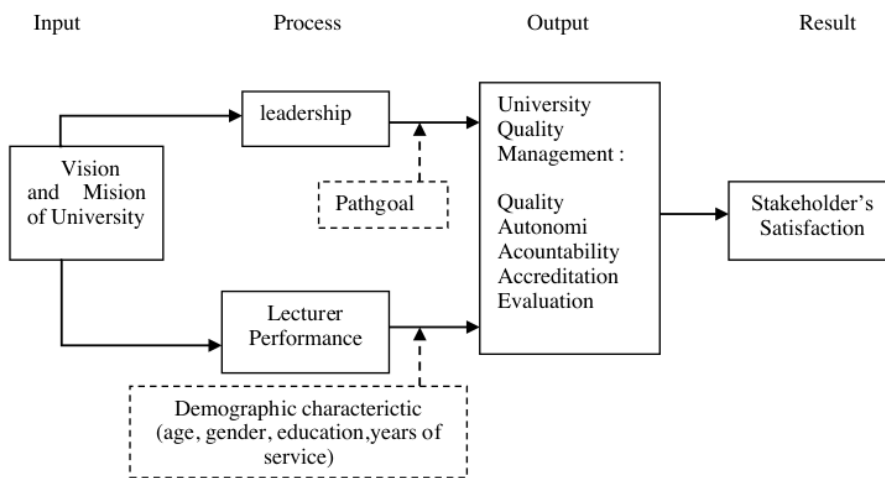 Input Process Output Result
leadership
University
Quality
Management :
Quality
Autonomi
Acountability
Accreditation
Evaluation
Vision
and Mision
of University
Pathgoal
Stakeholder's
Satisfaction
Lecturer
Performance
Demographic characterictic
(age, gender, education,years of
service)